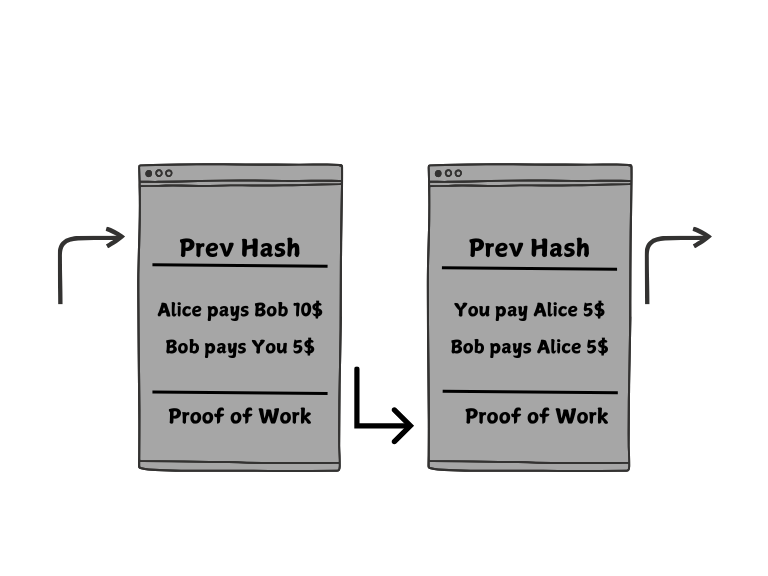 Prev Hash
Alice pays Bob 10$
Bob pays You 5$
Proof of Work
Prev Hash
You pay Alice 5$
Bob pays Alice 5$
Proof of Work